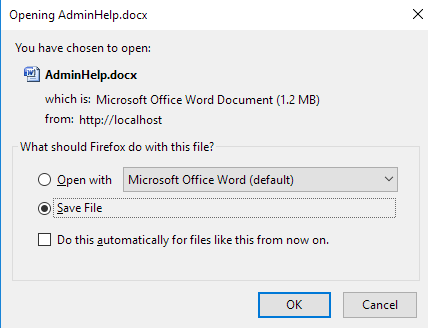 Opening AdminHelp.docx
You have chosen to open:
AdminHelp.docx
which is: Microsoft Office Word Document (1.2 MB)
from: http://localhost
What should Firefox do with this file?
Open with Microsoft Office Word (default)
Save File
Do this automatically for files like this from now on.
OK Cancel